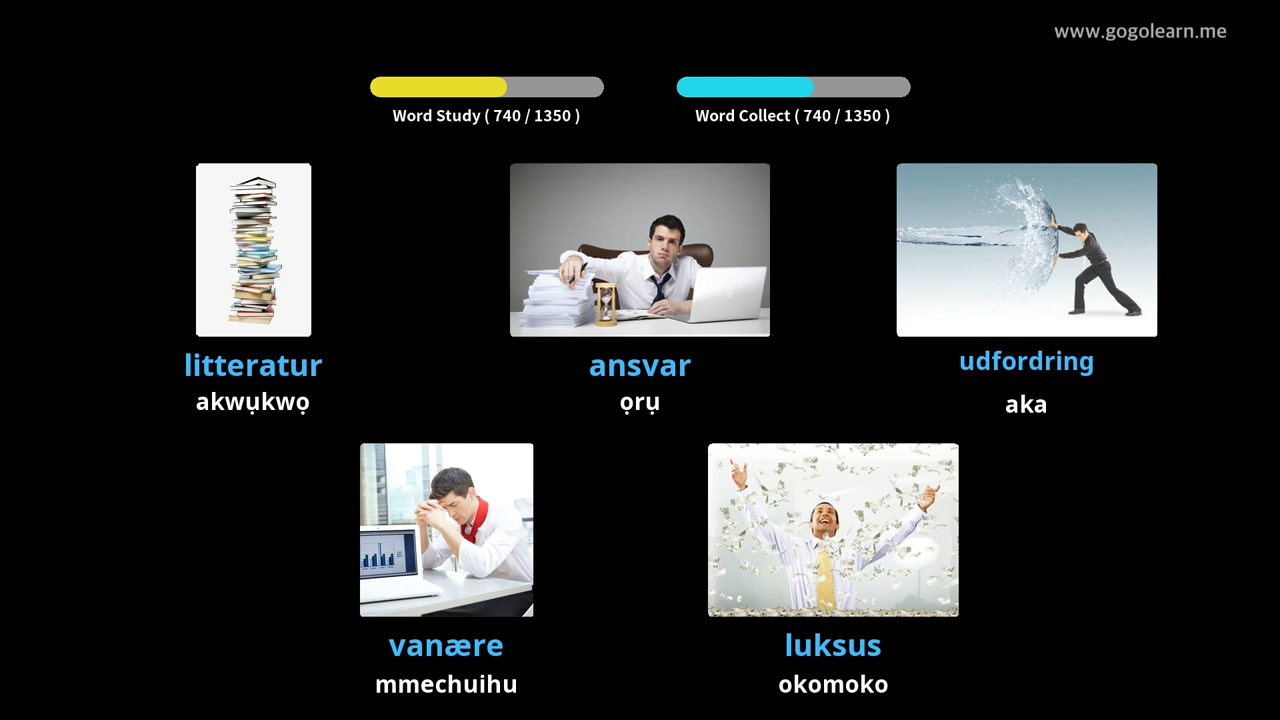 www.gogolearn.me
Word Study ( 740 / 1350 )
Word Collect ( 740 / 1350 )
litteratur
akwụkwọ
ansvar
ọrụ
udfordring
aka
vanære
mmechuihu
luksus
okomoko